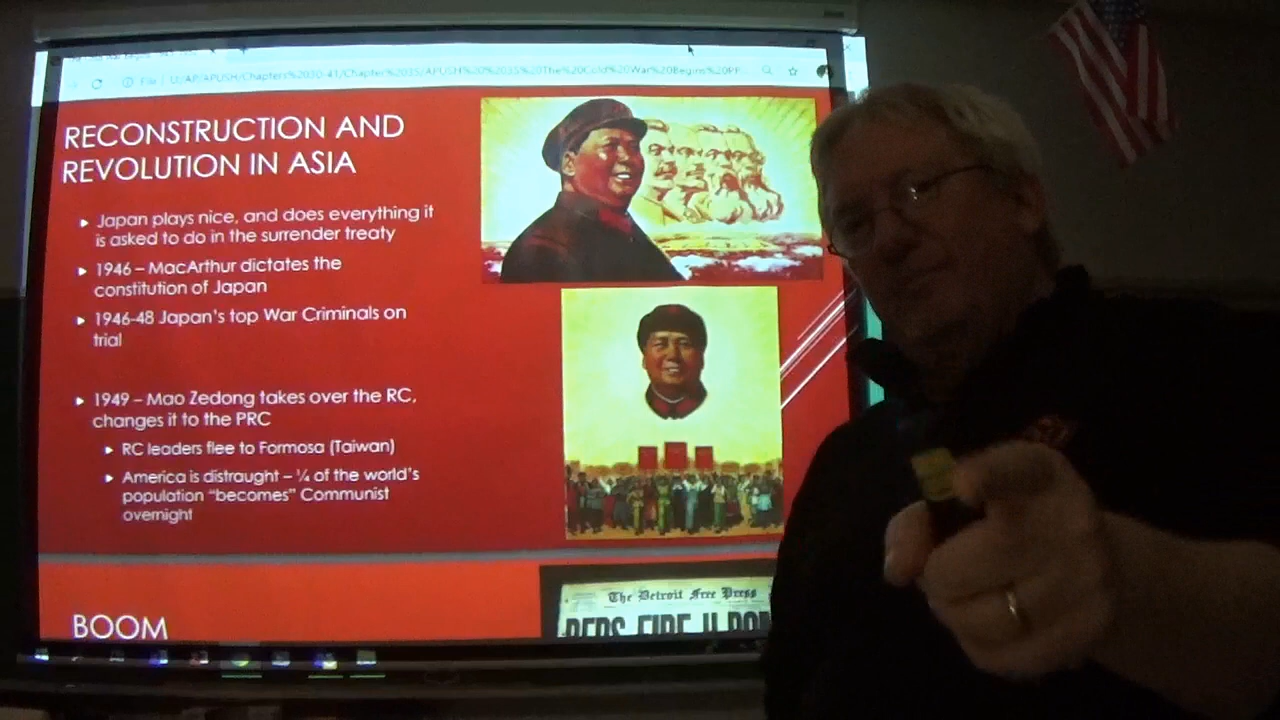 File
RECONSTRUCTION AND
REVOLUTION IN ASIA
Japan plays nice, and does everything it
is asked to do in the surrender treaty
1946 – MacArthur dictates the
constitution of Japan
1946-48 Japan's top War Criminals on
trial
1949 – Mao Zedong takes over the RC,
changes it to the PRC
RC leaders flee to Formosa (Taiwan)
America is distraught – ¼ of the world's
population "becomes" Communist
overnight
BOOM
The Detroit Free Press
REDS FIRE